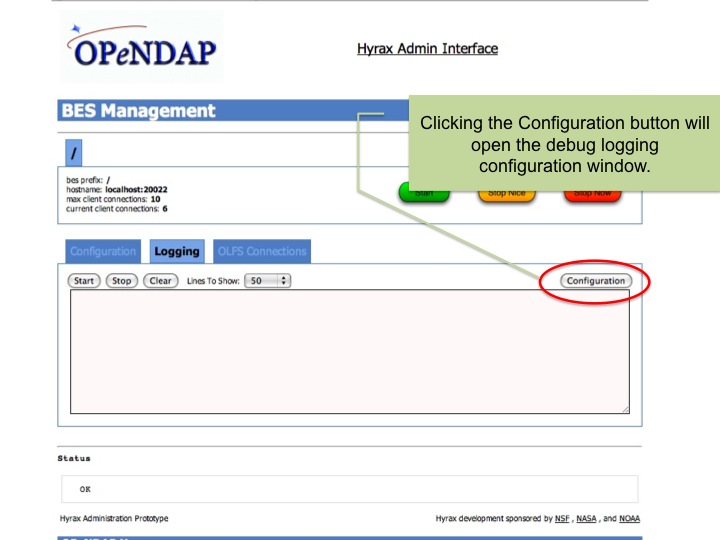 OPeNDAP
Hyrax Admin Interface
BES Management
Clicking the Configuration button will
open the debug logging
configuration window.
/
bes prefix: /
hostname: localhost:20022
max client connections: 10
current client connections: 6
Start
Stop Nice
Stop Now
Configuration
Logging
OLFS Connections
Start
Stop
Clear
Lines To Show:
50
Configuration
Status
OK
Hyrax Administration Prototype
Hyrax development sponsored by NSF , NASA , and NOAA